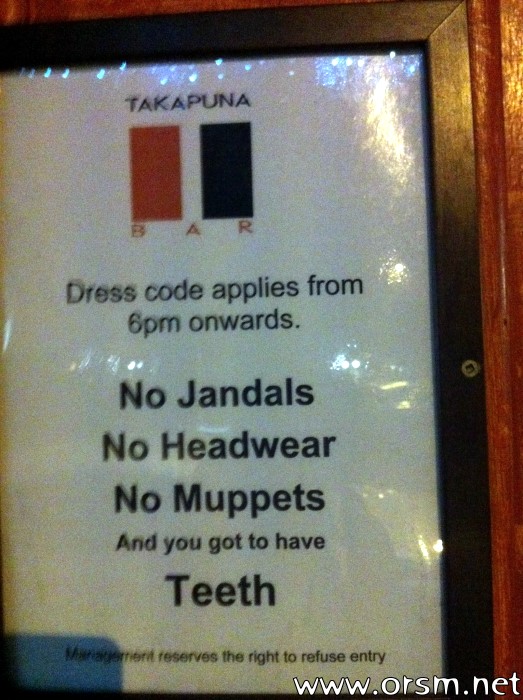 TAKAPUNA
B A R
Dress code applies from
6pm onwards.
No Jandals
No Headwear
No Muppets
And you got to have
Teeth
Management reserves the right to refuse entry
www.orsm.net